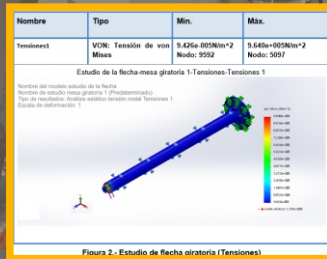 Nombre Tipo Min. Máx.
Tensiones1 VON: Tensión de von Mises 9.426e-005N/m^2 Nodo: 9592 9.640e+005N/m^2 Nodo: 5097
Estudio de la flecha-mesa giratoria 1-Tensiones-Tensiones 1
Nombre del modelo estudio de la flecha
Nombre de estudio mesa giratoria 1 (Predeterminado)
Tipo de resultados: Análisis estático tensión nodal Tensiones 1
Escala de deformación: 1
Figura 2.- Estudio de flecha giratoria (Tensiones)